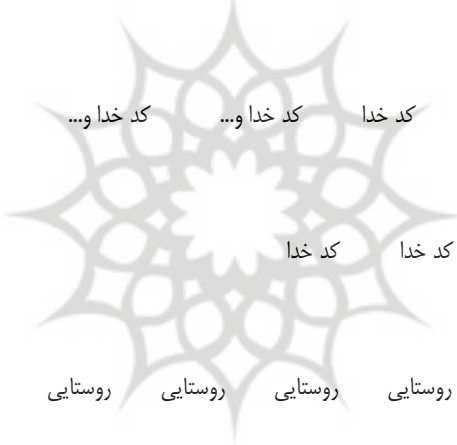 کد خدا کد خدا و... کد خدا و...
کد خدا کد خدا
روستایی روستایی روستایی روستایی